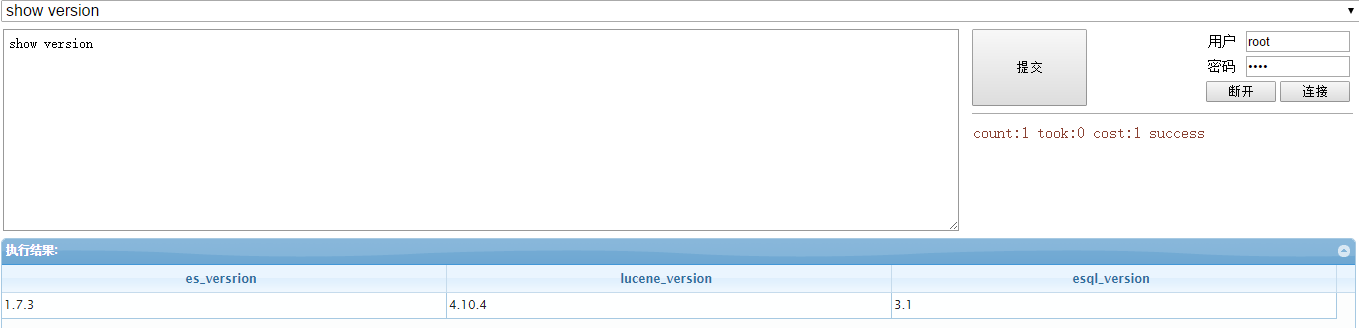 show version
show version
提交
用户 root
密码 ••••
断开 连接
count:1 took:0 cost:1 success
执行结果:
es_versrion lucene_version esql_version
1.7.3 4.10.4 3.1